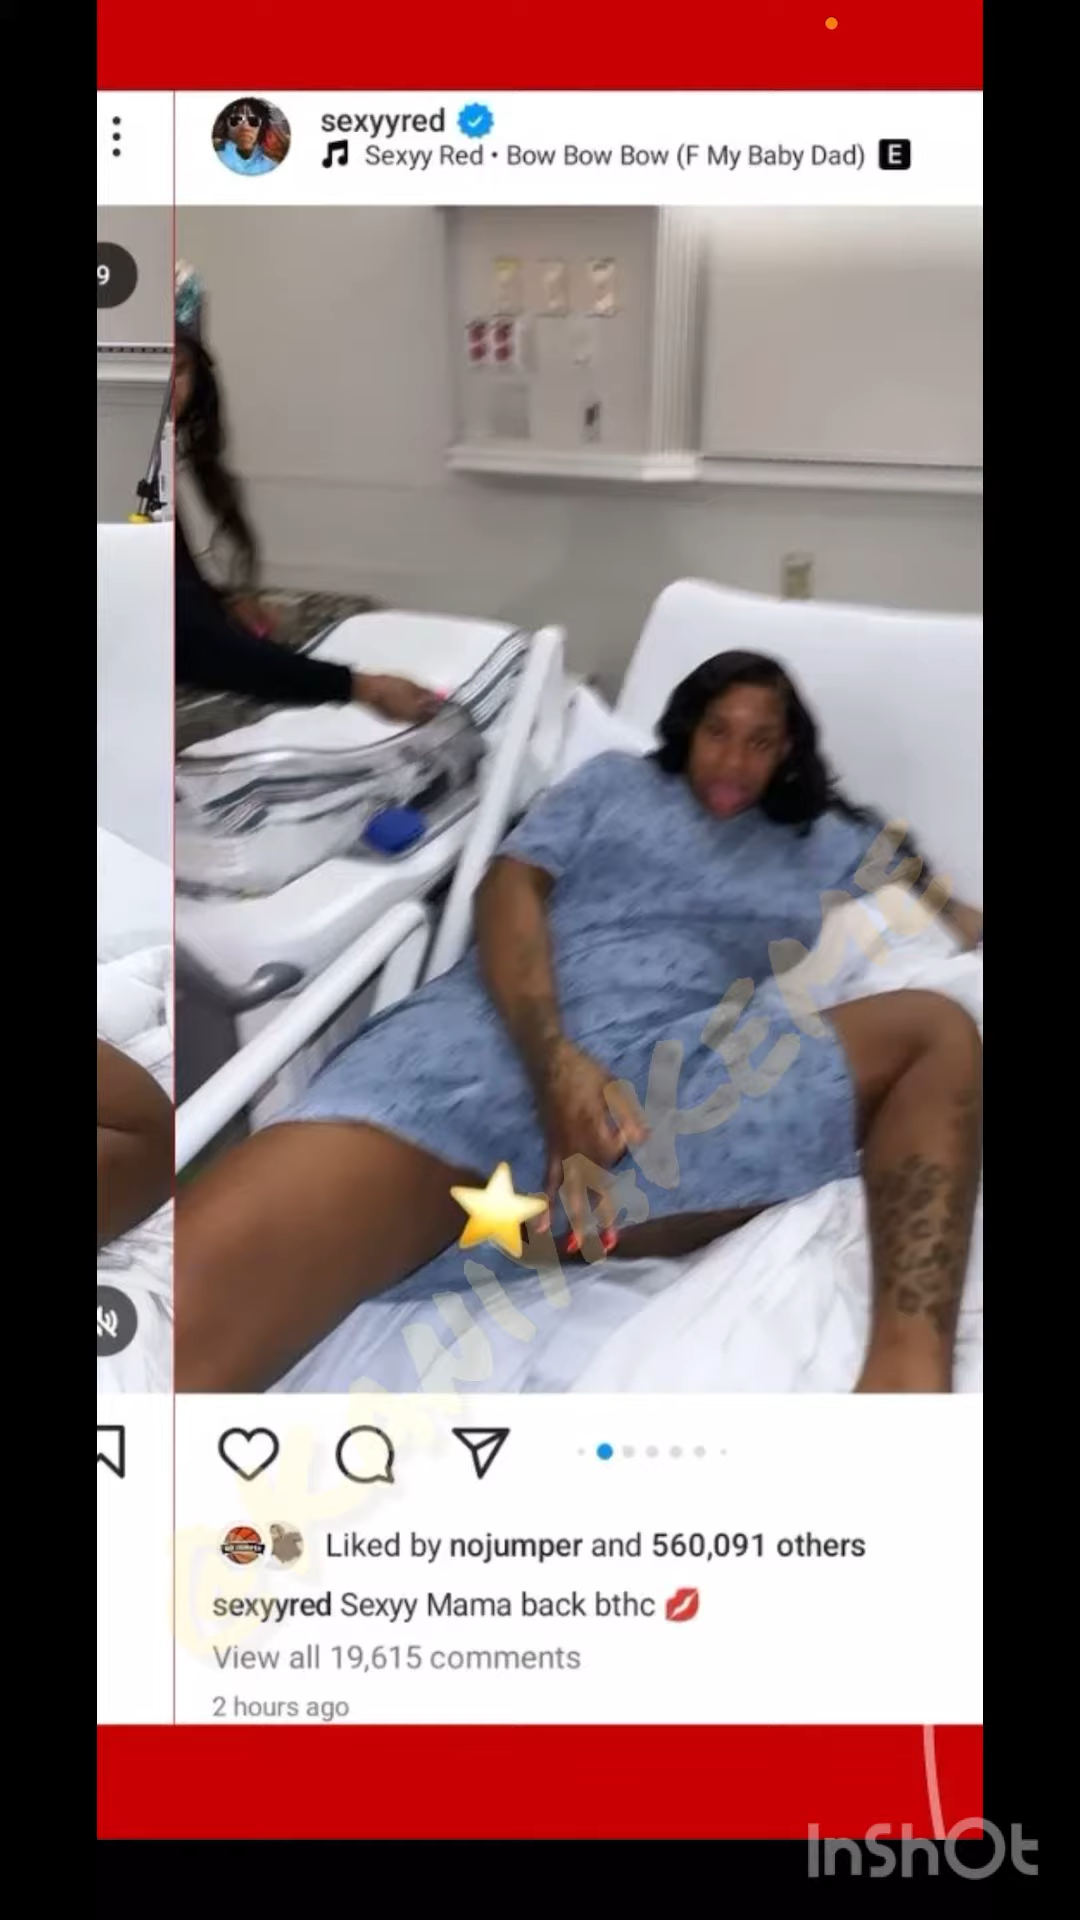 sexyyred
Sexyy Red • Bow Bow Bow (F My Baby Dad) E
9
Liked by nojumper and 560,091 others
sexyyred Sexyy Mama back bthc 💋
View all 19,615 comments
2 hours ago
InShOt